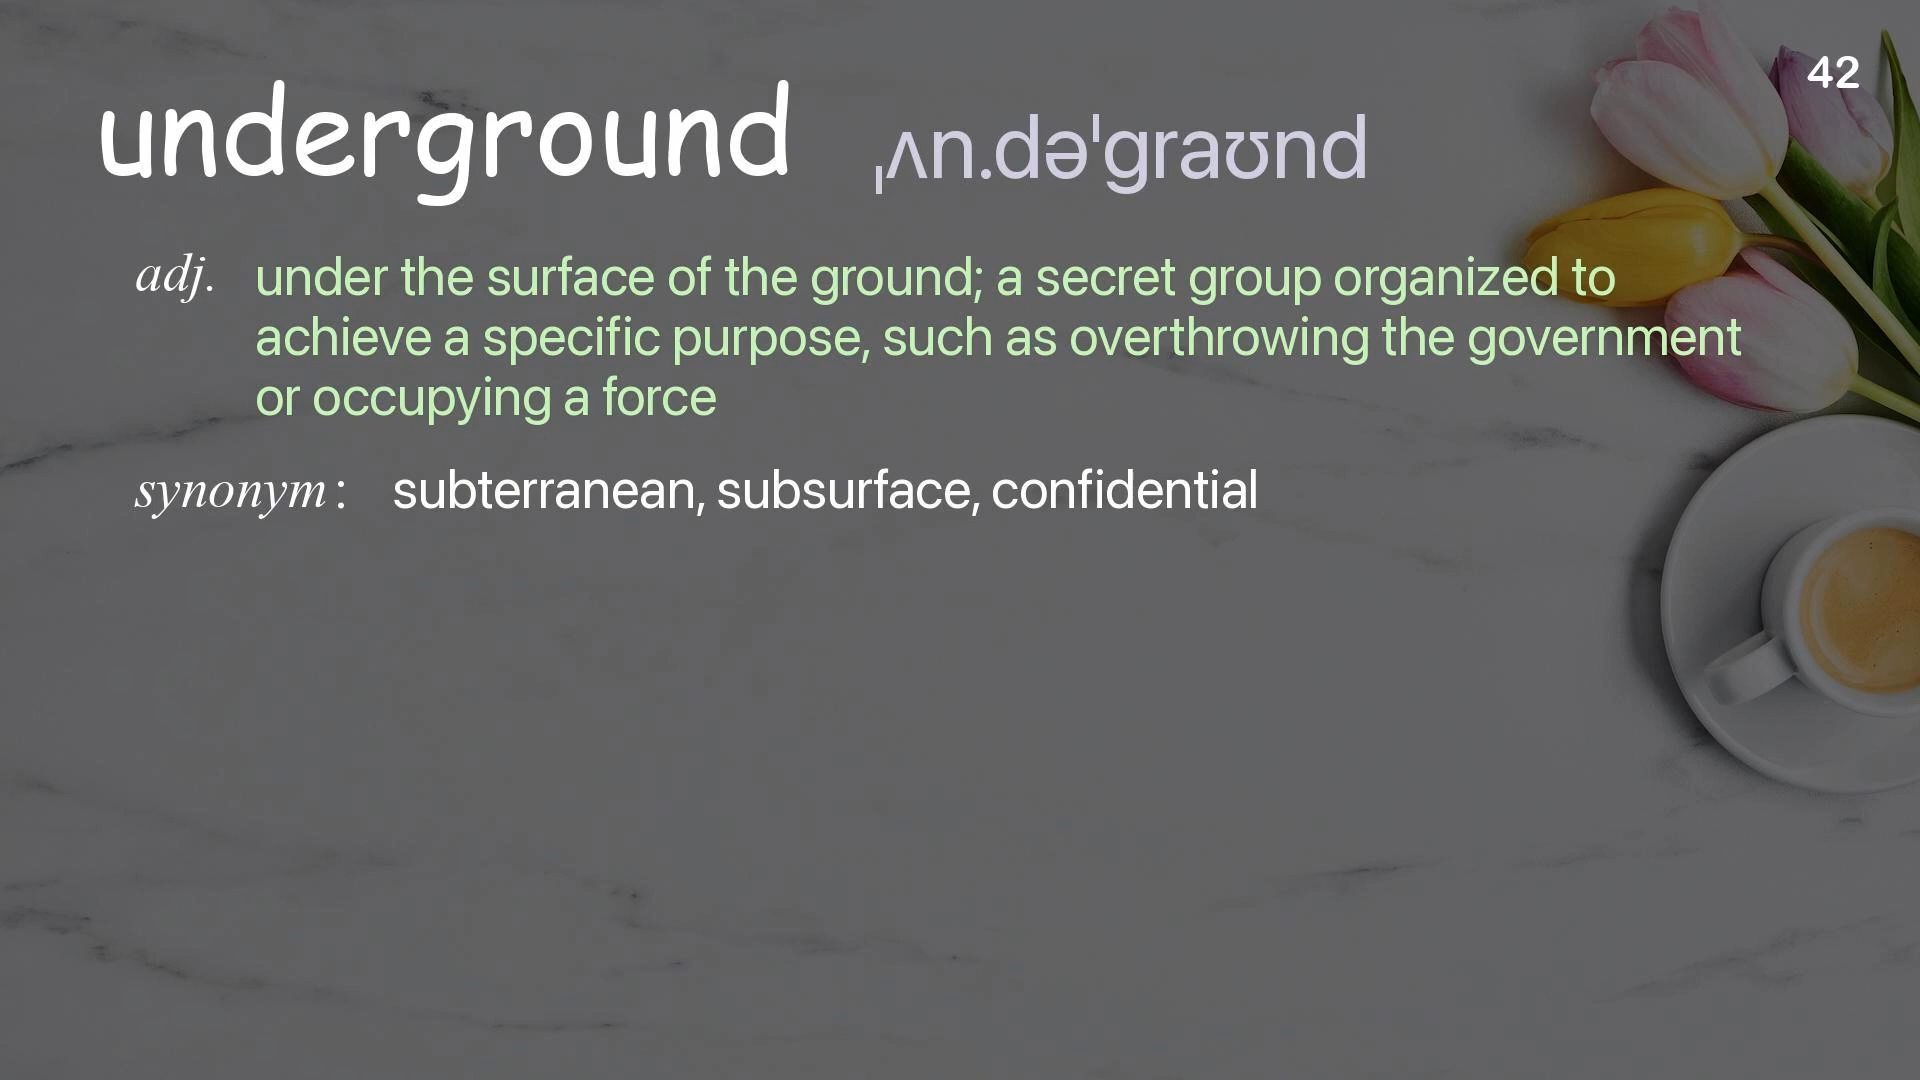 42
underground ˌʌn.dəˈgraʊnd
adj. under the surface of the ground; a secret group organized to
achieve a specific purpose, such as overthrowing the government
or occupying a force
synonym : subterranean, subsurface, confidential